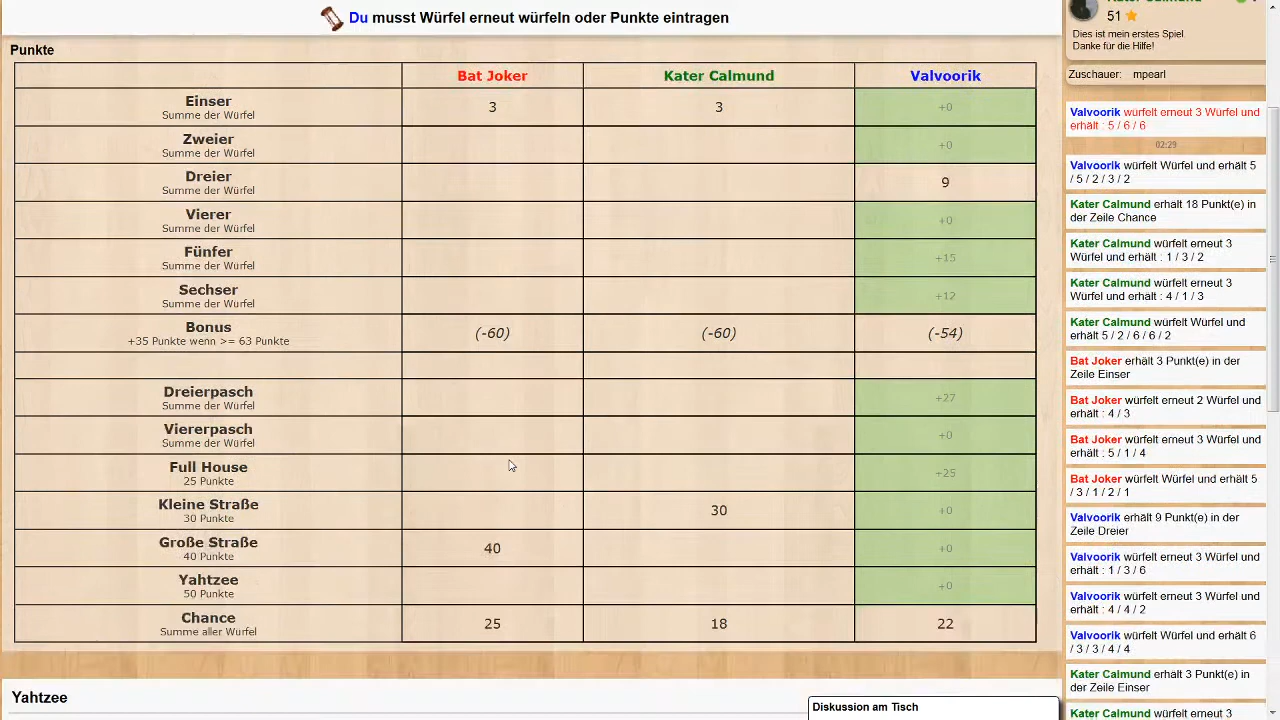 Du musst Würfel erneut würfeln oder Punkte eintragen
Punkte
Bat Joker Kater Calmund Valvoorik
Einser
Summe der Würfel
3 3 +0
Zweier
Summe der Würfel
+0
Dreier
Summe der Würfel
9
Vierer
Summe der Würfel
+0
Fünfer
Summe der Würfel
+15
Sechser
Summe der Würfel
+12
Bonus
+35 Punkte wenn >= 63 Punkte
(-60) (-60) (-54)
Dreierpasch
Summe der Würfel
+27
Viererpasch
Summe der Würfel
+0
Full House
25 Punkte
+25
Kleine Straße
30 Punkte
30 +0
Große Straße
40 Punkte
40 +0
Yahtzee
50 Punkte
+0
Chance
Summe aller Würfel
25 18 22
Yahtzee
Diskussion am Tisch
Kater Calmund
51
Dies ist mein erstes Spiel.
Danke für die Hilfe!
Zuschauer: mpearl
Valvoorik würfelt erneut 3 Würfel und
erhält : 5 / 6 / 6
02:29
Valvoorik würfelt Würfel und erhält 5
/ 5 / 2 / 3 / 2
Kater Calmund erhält 18 Punkt(e) in
der Zeile Chance
Kater Calmund würfelt erneut 3
Würfel und erhält : 1 / 3 / 2
Kater Calmund würfelt erneut 3
Würfel und erhält : 4 / 1 / 3
Kater Calmund würfelt Würfel und
erhält 5 / 2 / 6 / 6 / 2
Bat Joker erhält 3 Punkt(e) in der
Zeile Einser
Bat Joker würfelt erneut 2 Würfel und
erhält : 4 / 3
Bat Joker würfelt erneut 3 Würfel und
erhält : 5 / 1 / 4
Bat Joker würfelt Würfel und erhält 5
/ 3 / 1 / 2 / 1
Valvoorik erhält 9 Punkt(e) in der
Zeile Dreier
Valvoorik würfelt erneut 3 Würfel und
erhält : 1 / 3 / 6
Valvoorik würfelt erneut 3 Würfel und
erhält : 4 / 4 / 2
Valvoorik würfelt Würfel und erhält 6
/ 3 / 3 / 4 / 4
Kater Calmund erhält 3 Punkt(e) in
der Zeile Einser
Kater Calmund würfelt erneut 3